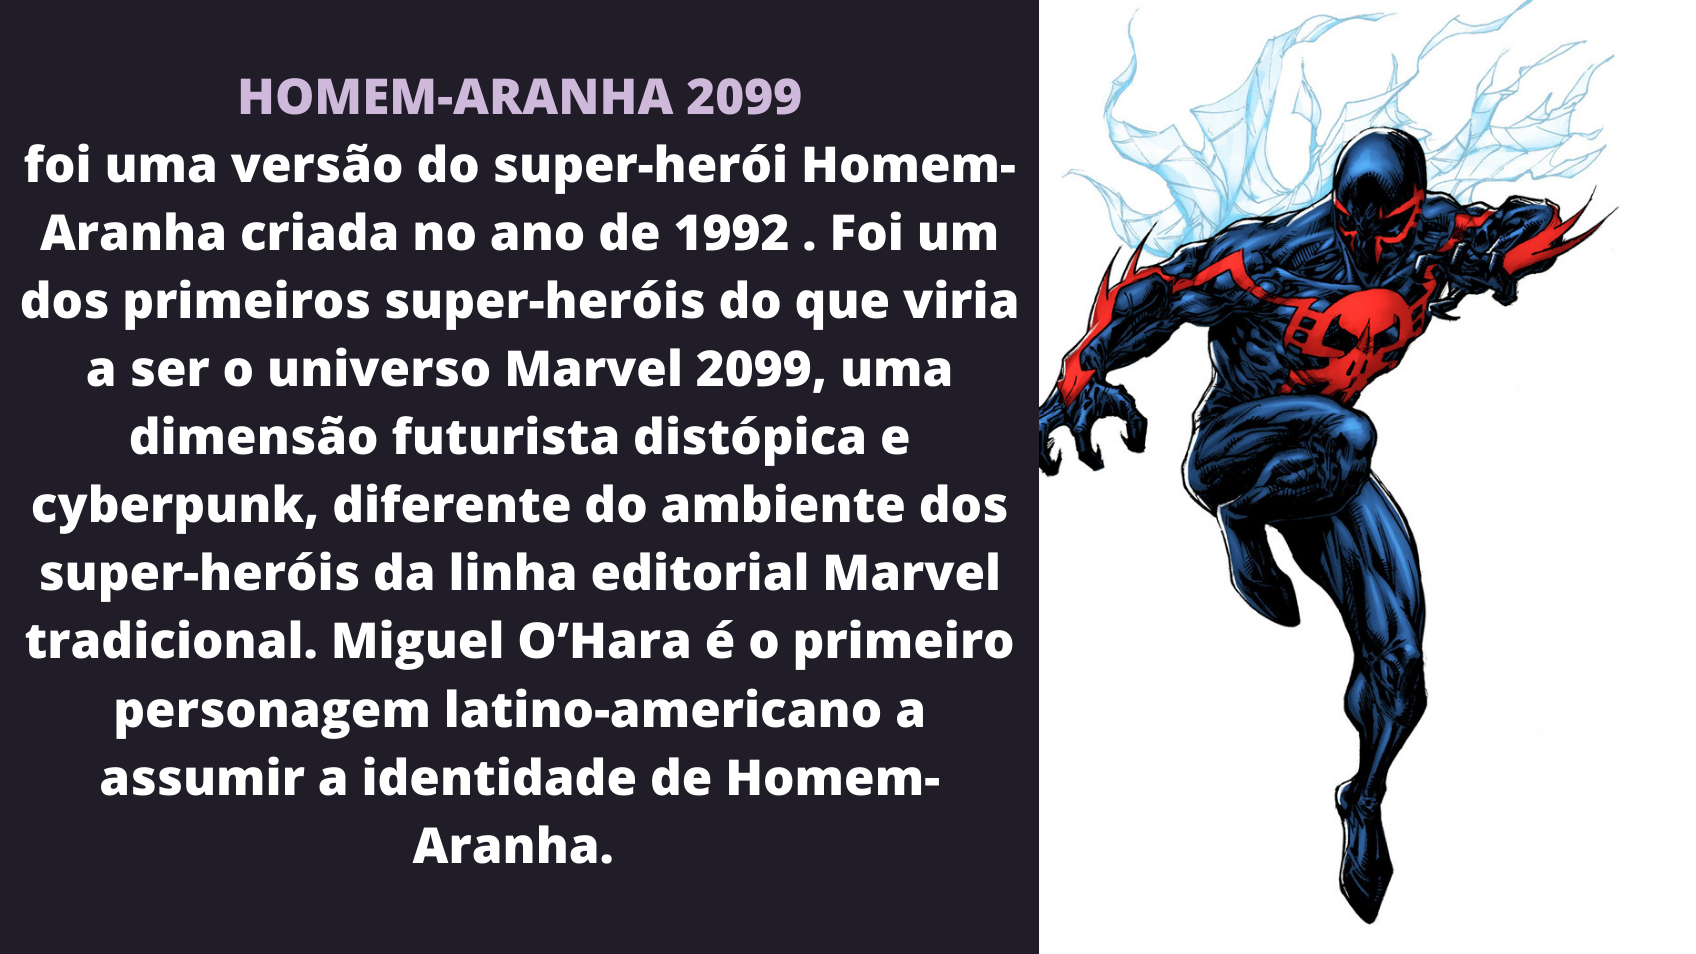 HOMEM-ARANHA 2099
foi uma versão do super-herói Homem-
Aranha criada no ano de 1992 . Foi um
dos primeiros super-heróis do que viria
a ser o universo Marvel 2099, uma
dimensão futurista distópica e
cyberpunk, diferente do ambiente dos
super-heróis da linha editorial Marvel
tradicional. Miguel O’Hara é o primeiro
personagem latino-americano a
assumir a identidade de Homem-
Aranha.